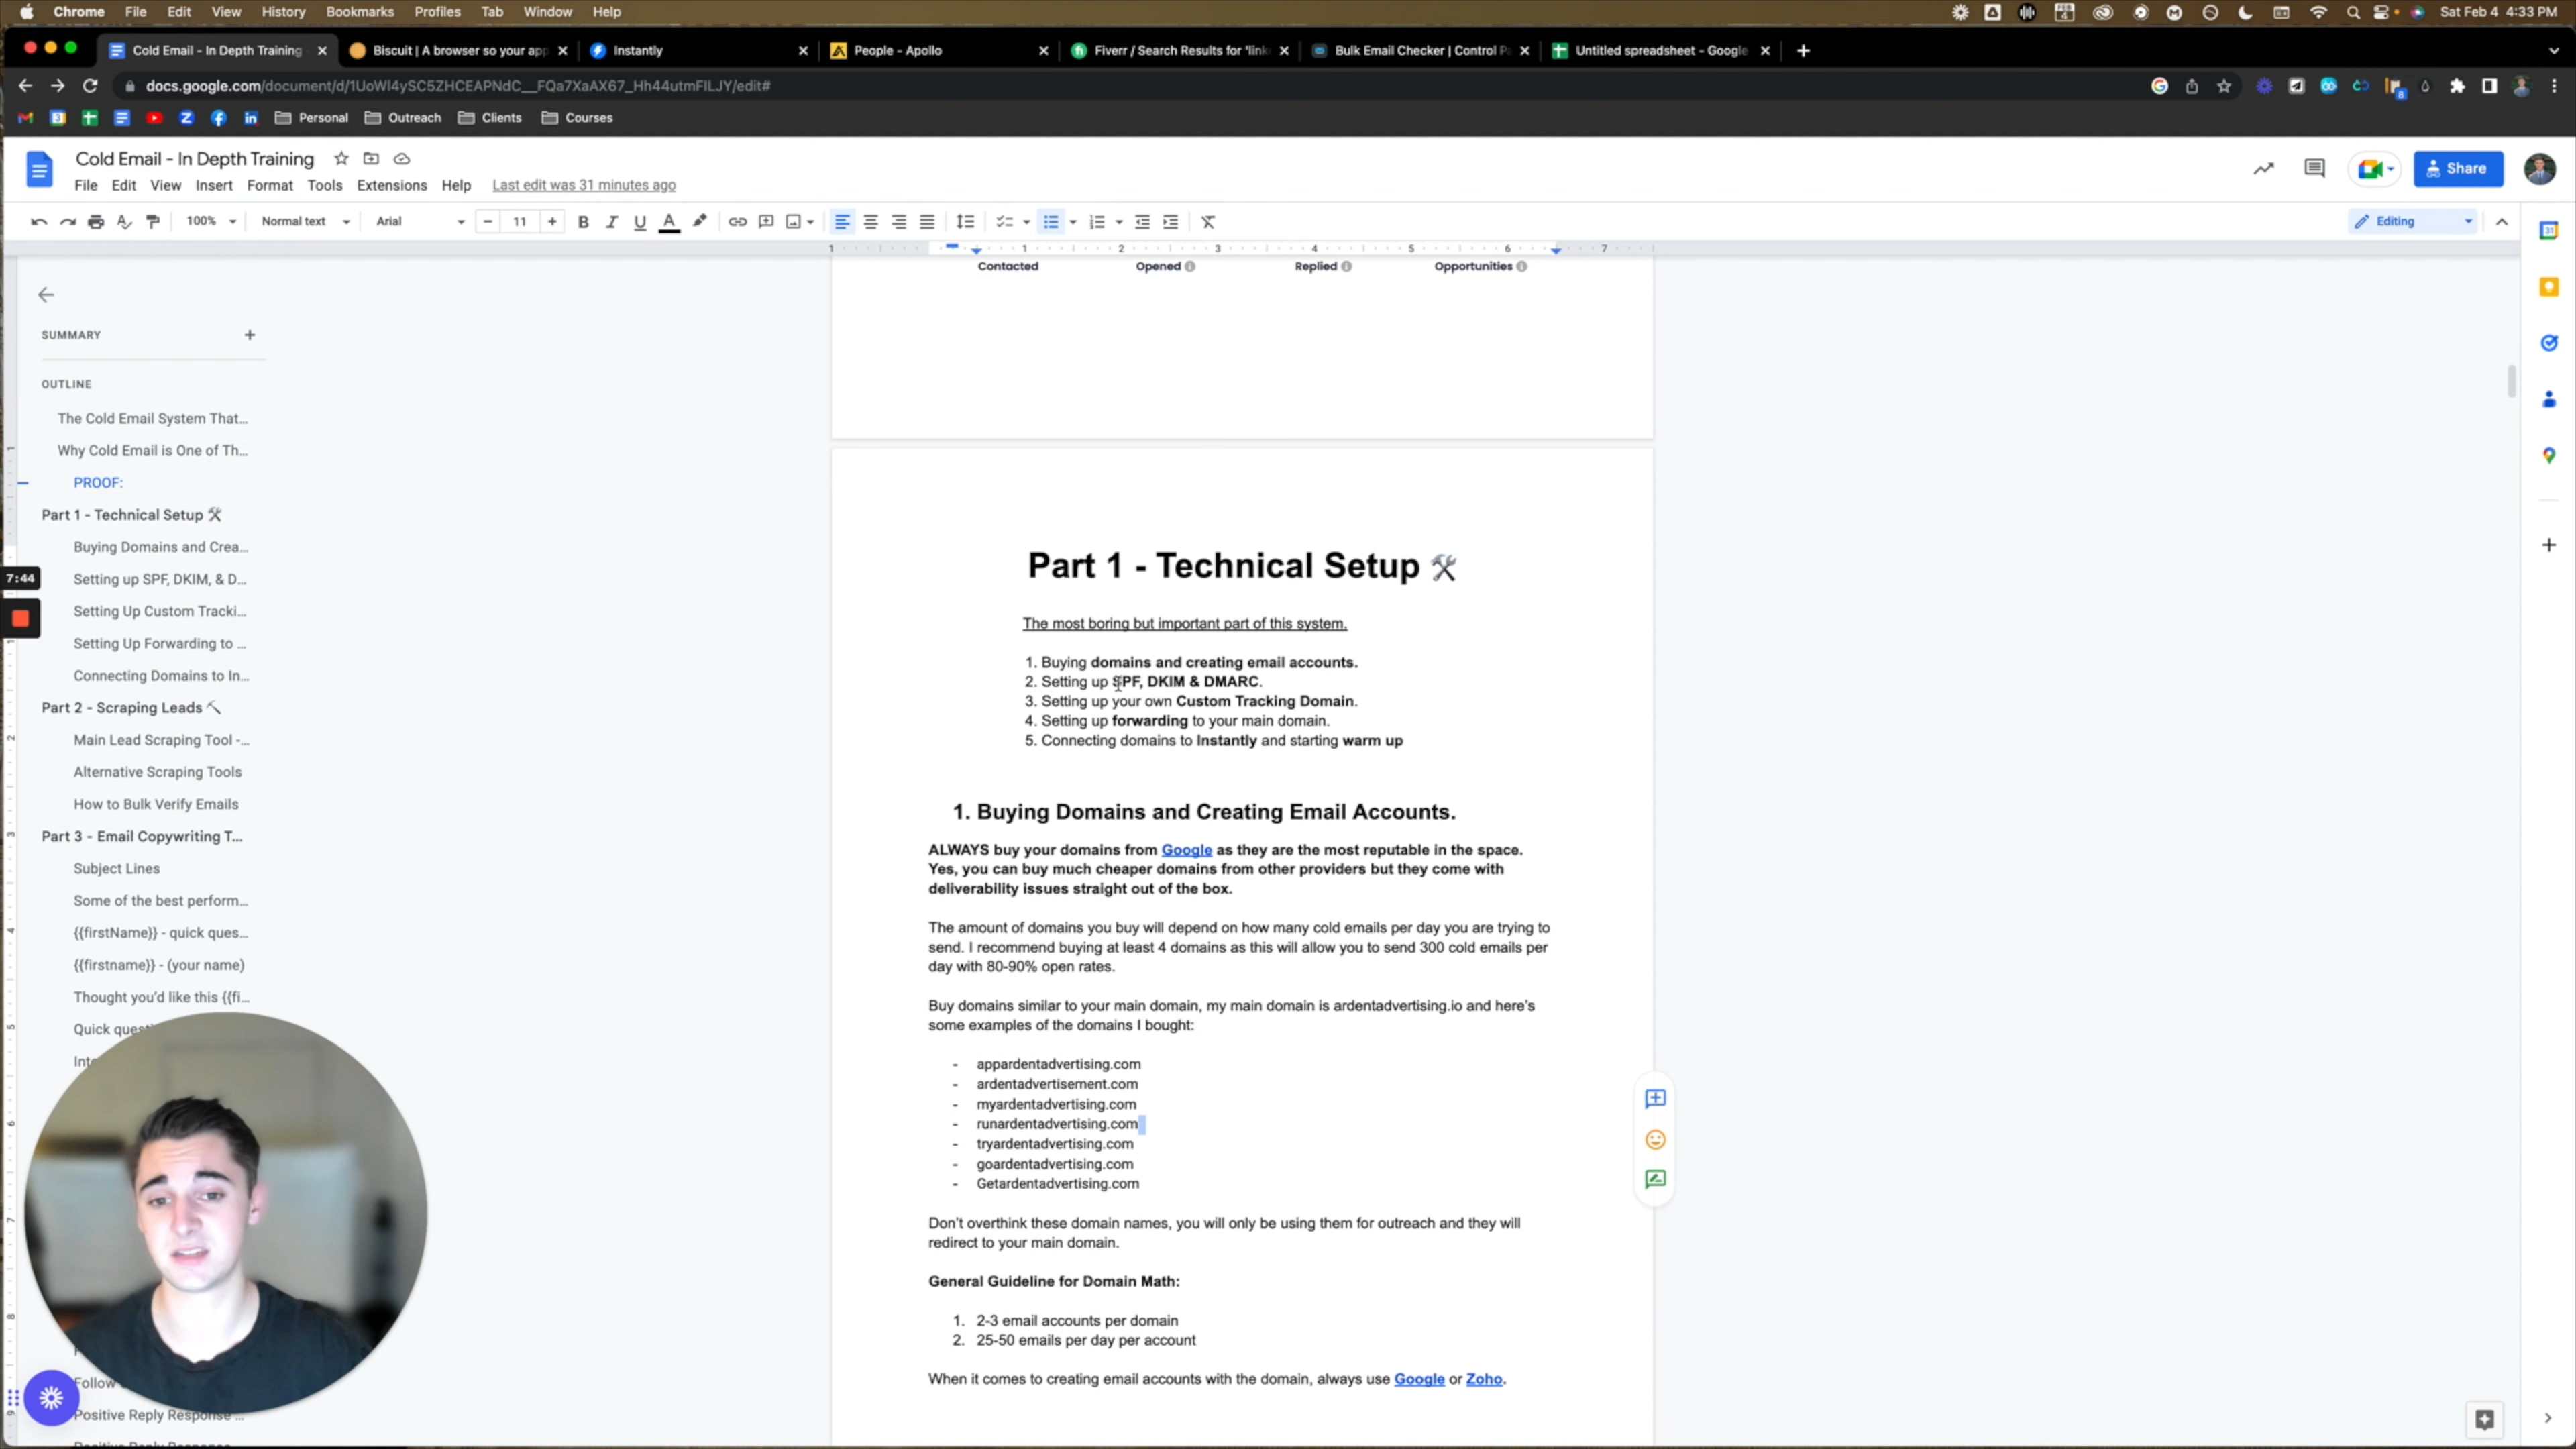 Chrome File Edit View History Bookmarks Profiles Tab Window Help
FEB 4
Sat Feb 4 4:33 PM
Cold Email - In Depth Training
Biscuit | A browser so your app
Instantly
People - Apollo
Fiverr / Search Results for 'link
Bulk Email Checker | Control P
Untitled spreadsheet - Google
docs.google.com/document/d/1UoWl4ySC5ZHCEAPNdC__FQa7XaAX67_Hh44utmFILJY/edit#
Personal Outreach Clients Courses
Cold Email - In Depth Training
File Edit View Insert Format Tools Extensions Help Last edit was 31 minutes ago
Share
100% Normal text Arial 11
Editing
SUMMARY
OUTLINE
The Cold Email System That...
Why Cold Email is One of Th...
PROOF:
Part 1 - Technical Setup 🛠
Buying Domains and Crea...
Setting up SPF, DKIM, & D...
Setting Up Custom Tracki...
Setting Up Forwarding to ...
Connecting Domains to In...
Part 2 - Scraping Leads ⛏
Main Lead Scraping Tool -...
Alternative Scraping Tools
How to Bulk Verify Emails
Part 3 - Email Copywriting T...
Subject Lines
Some of the best perform...
{{firstName}} - quick ques...
{{firstname}} - (your name)
Thought you'd like this {{fi...
Quick quest
Inte
Follow
Positive Reply Response ...
Positive Reply Response
7:44
Contacted Opened Replied Opportunities
Part 1 - Technical Setup 🛠
The most boring but important part of this system.
1. Buying domains and creating email accounts.
2. Setting up SPF, DKIM & DMARC.
3. Setting up your own Custom Tracking Domain.
4. Setting up forwarding to your main domain.
5. Connecting domains to Instantly and starting warm up
1. Buying Domains and Creating Email Accounts.
ALWAYS buy your domains from Google as they are the most reputable in the space.
Yes, you can buy much cheaper domains from other providers but they come with
deliverability issues straight out of the box.
The amount of domains you buy will depend on how many cold emails per day you are trying to
send. I recommend buying at least 4 domains as this will allow you to send 300 cold emails per
day with 80-90% open rates.
Buy domains similar to your main domain, my main domain is ardentadvertising.io and here's
some examples of the domains I bought:
- appardentadvertising.com
- ardentadvertisement.com
- myardentadvertising.com
- runardentadvertising.com
- tryardentadvertising.com
- goardentadvertising.com
- Getardentadvertising.com
Don't overthink these domain names, you will only be using them for outreach and they will
redirect to your main domain.
General Guideline for Domain Math:
1. 2-3 email accounts per domain
2. 25-50 emails per day per account
When it comes to creating email accounts with the domain, always use Google or Zoho.